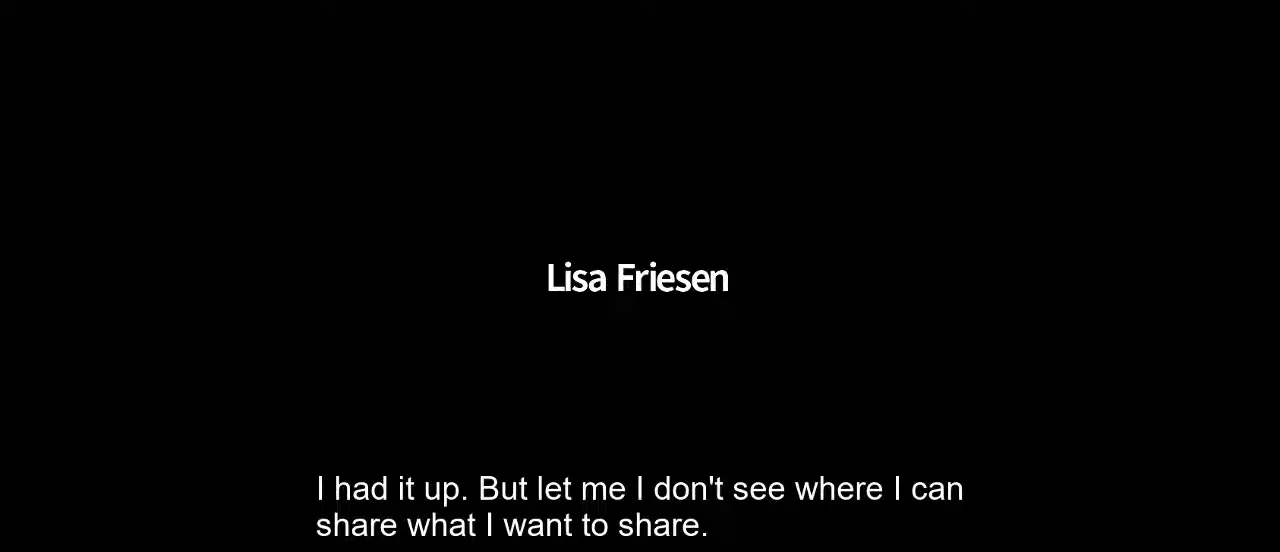 Lisa Friesen
I had it up. But let me I don't see where I can
share what I want to share.